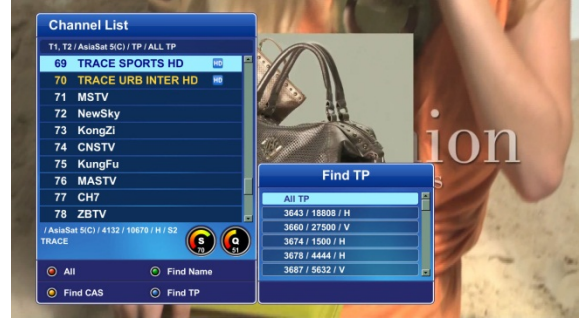 Channel List
T1, T2 / AsiaSat 5(C) / TP / ALL TP
69 TRACE SPORTS HD HD
70 TRACE URB INTER HD HD
71 MSTV
72 NewSky
73 KongZi
74 CNSTV
75 KungFu
76 MASTV
77 CH7
78 ZBTV
/ AsiaSat 5(C) / 4132 / 10670 / H / S2
TRACE
S 70
Q 51
All
Find Name
Find CAS
Find TP
ion
s
Find TP
All TP
3643 / 18808 / H
3660 / 27500 / V
3674 / 1500 / H
3678 / 4444 / H
3687 / 5632 / V